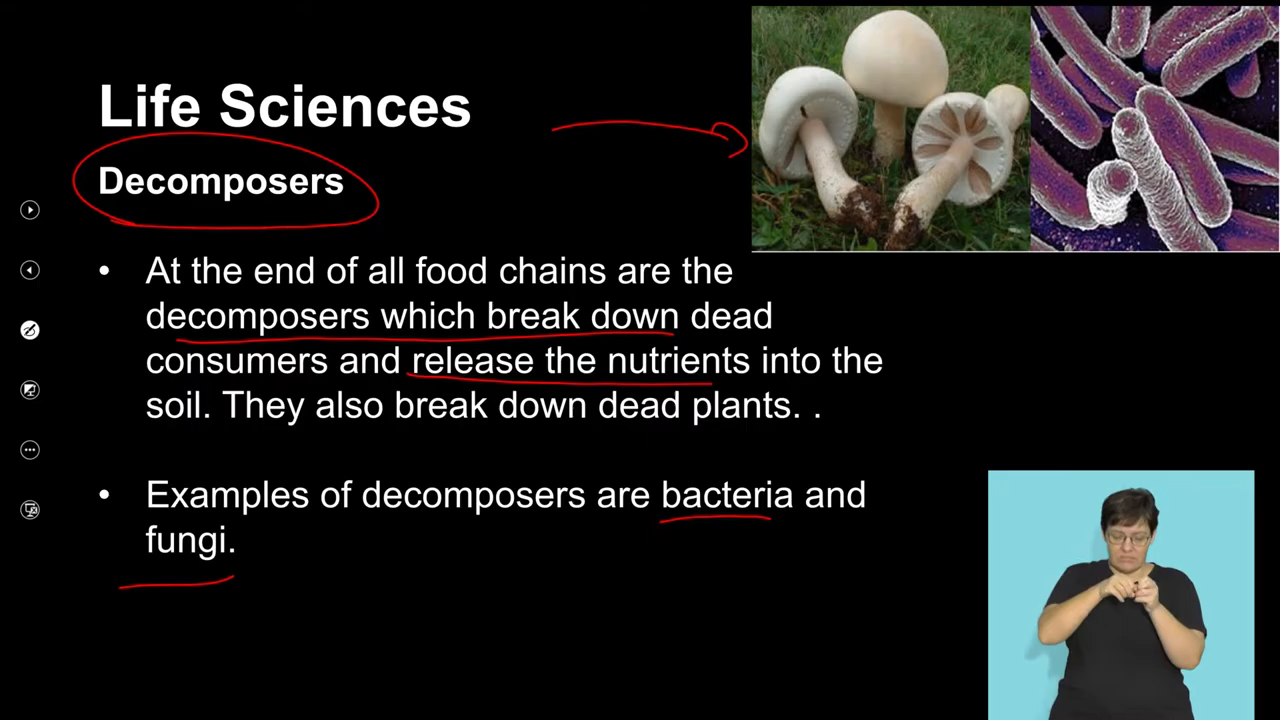 Life Sciences
Decomposers
• At the end of all food chains are the
decomposers which break down dead
consumers and release the nutrients into the
soil. They also break down dead plants. .
• Examples of decomposers are bacteria and
fungi.